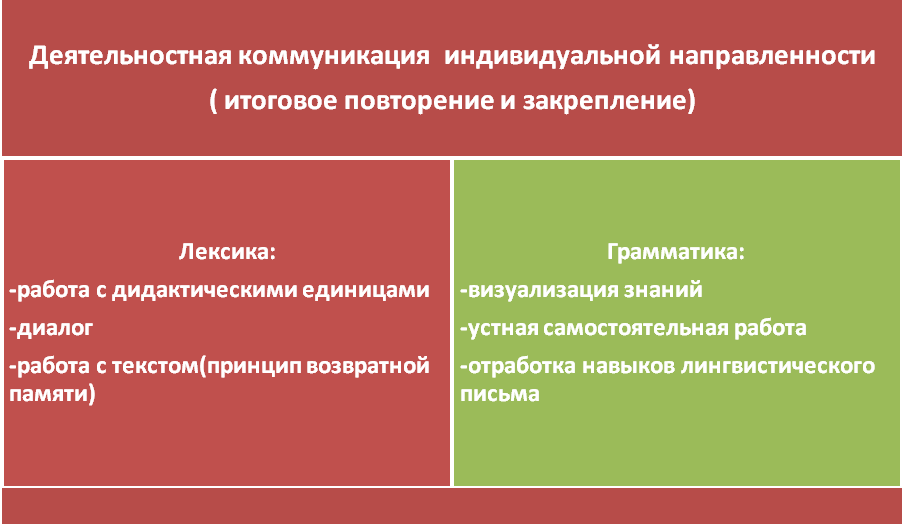 Деятельностная коммуникация  индивидуальной направленности
( итоговое повторение и закрепление)
Лексика:
-работа с дидактическими единицами
-диалог
-работа с текстом(принцип возвратной
памяти)
Грамматика:
-визуализация знаний
-устная самостоятельная работа
-отработка навыков лингвистического
письма